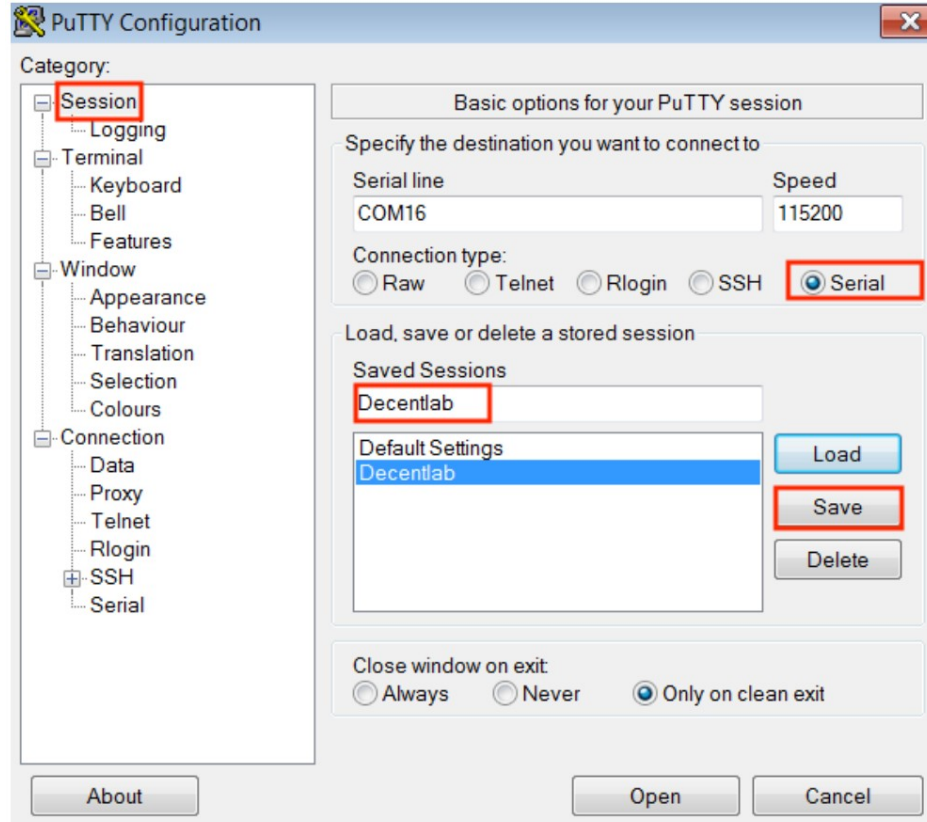 PuTTY Configuration
Category:
Session
Logging
Terminal
Keyboard
Bell
Features
Window
Appearance
Behaviour
Translation
Selection
Colours
Connection
Data
Proxy
Telnet
Rlogin
SSH
Serial
Basic options for your PuTTY session
Specify the destination you want to connect to
Serial line Speed
COM16 115200
Connection type:
Raw Telnet Rlogin SSH Serial
Load, save or delete a stored session
Saved Sessions
Decentlab
Default Settings
Decentlab
Load
Save
Delete
Close window on exit:
Always Never Only on clean exit
About Open Cancel